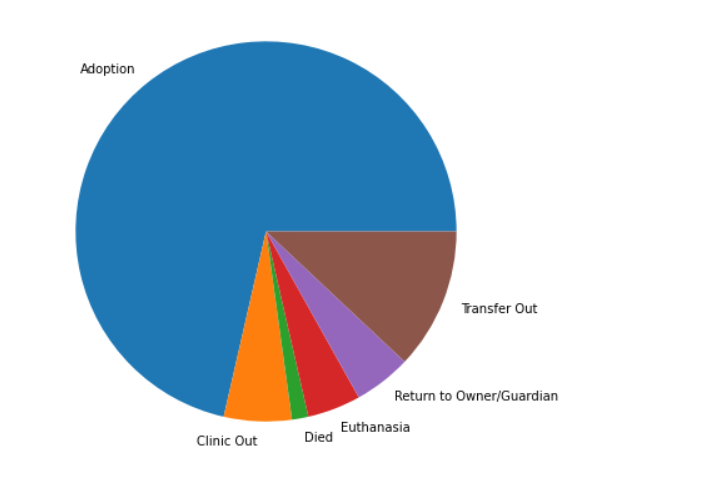 Adoption
Transfer Out
Return to Owner/Guardian
Euthanasia
Died
Clinic Out